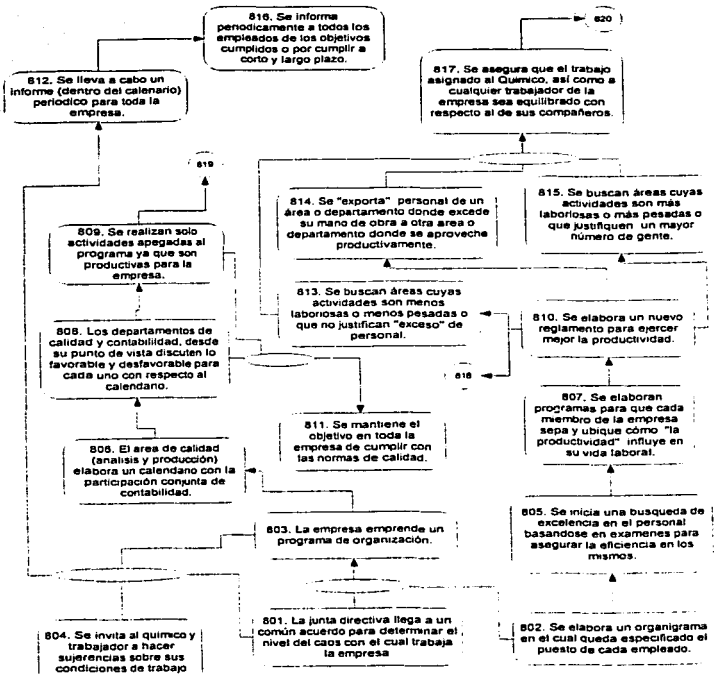 816. Se informa
periodicamente a todos los
empleados de los objetivos
cumplidos o por cumplir a
corto y largo plazo.
820
812. Se lleva a cabo un
informe (dentro del calenario)
periodico para toda la
empresa.
817. Se asegura que el trabajo
asignado al Quimico, así como a
cualquier trabajador de la
empresa sea equilibrado con
respecto al de sus compañeros.
819
809. Se realizan solo
actividades apegadas al
programa ya que son
productivas para la
empresa.
814. Se "exporta" personal de un
área o departamento donde excede
su mano de obra a otra area o
departamento donde se aproveche
productivamente.
815. Se buscan áreas cuyas
actividades son más
laboriosas o más pesadas o
que justifiquen un mayor
número de gente.
813. Se buscan áreas cuyas
actividades son menos
laboriosas o menos pesadas o
que no justifican "exceso" de
personal.
810. Se elabora un nuevo
reglamento para ejercer
mejor la productividad.
808. Los departamentos de
calidad y contabilidad, desde
su punto de vista discuten lo
favorable y desfavorable para
cada uno con respecto al
calendario.
818
811. Se mantiene el
objetivo en toda la
empresa de cumplir con
las normas de calidad.
807. Se elaboran
programas para que cada
miembro de la empresa
sepa y ubique cómo "la
productividad" influye en
su vida laboral.
806. El area de calidad
(analisis y producción)
elabora un calendario con la
participación conjunta de
contabilidad.
803. La empresa emprende un
programa de organización.
805. Se inicia una busqueda de
excelencia en el personal
basandose en examenes para
asegurar la eficiencia en los
mismos.
804. Se invita al quimico y
trabajador a hacer
sujerencias sobre sus
condiciones de trabajo
801. La junta directiva llega a un
común acuerdo para determinar el
nivel del caos con el cual trabaja
la empresa
802. Se elabora un organigrama
en el cual queda especificado el
puesto de cada empleado.